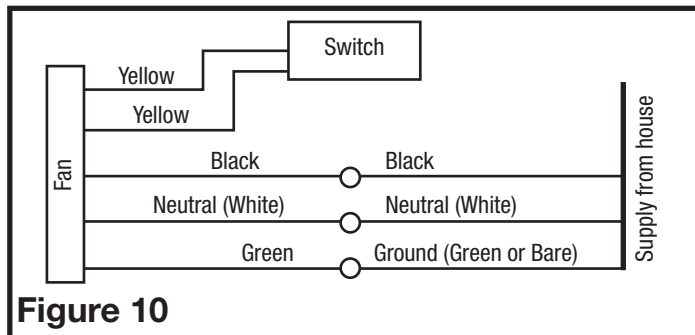 Switch
Yellow
Yellow
Black Black
Neutral (White) Neutral (White)
Green Ground (Green or Bare)
Fan
Supply from house
Figure 10